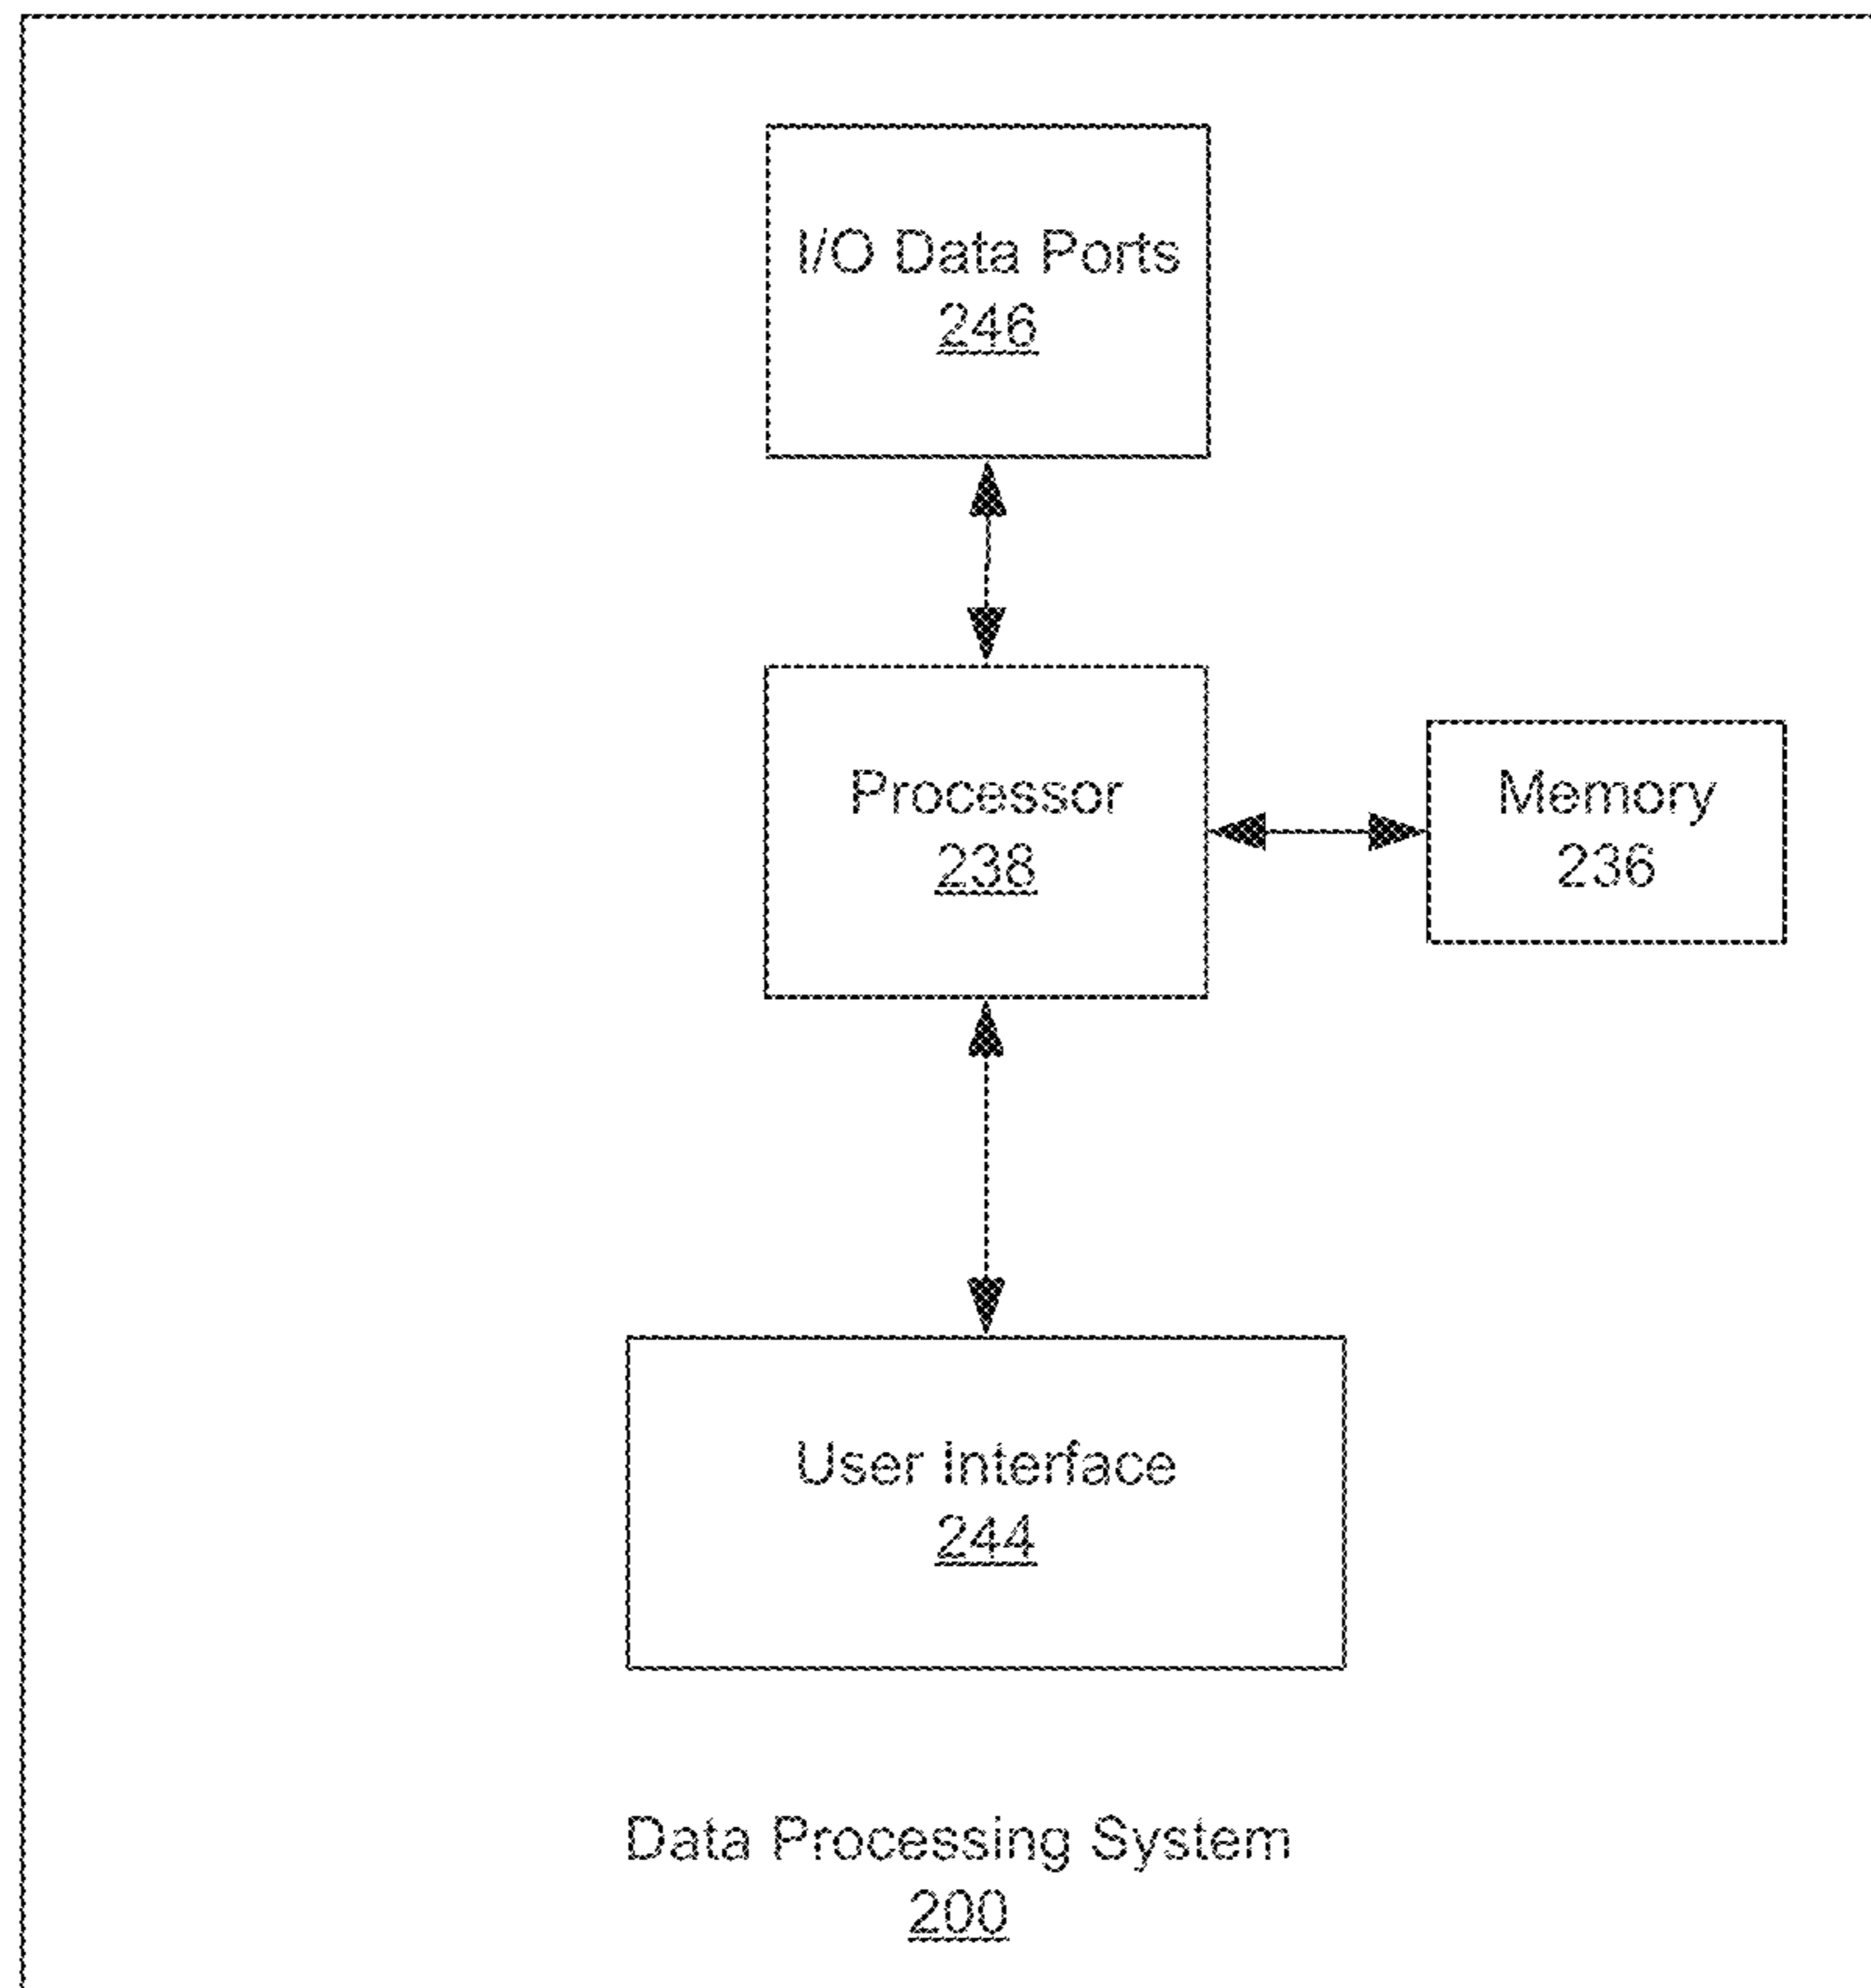 I/O Data Ports
246
Processor
238
Memory
236
User Interface
244
Data Processing System
200